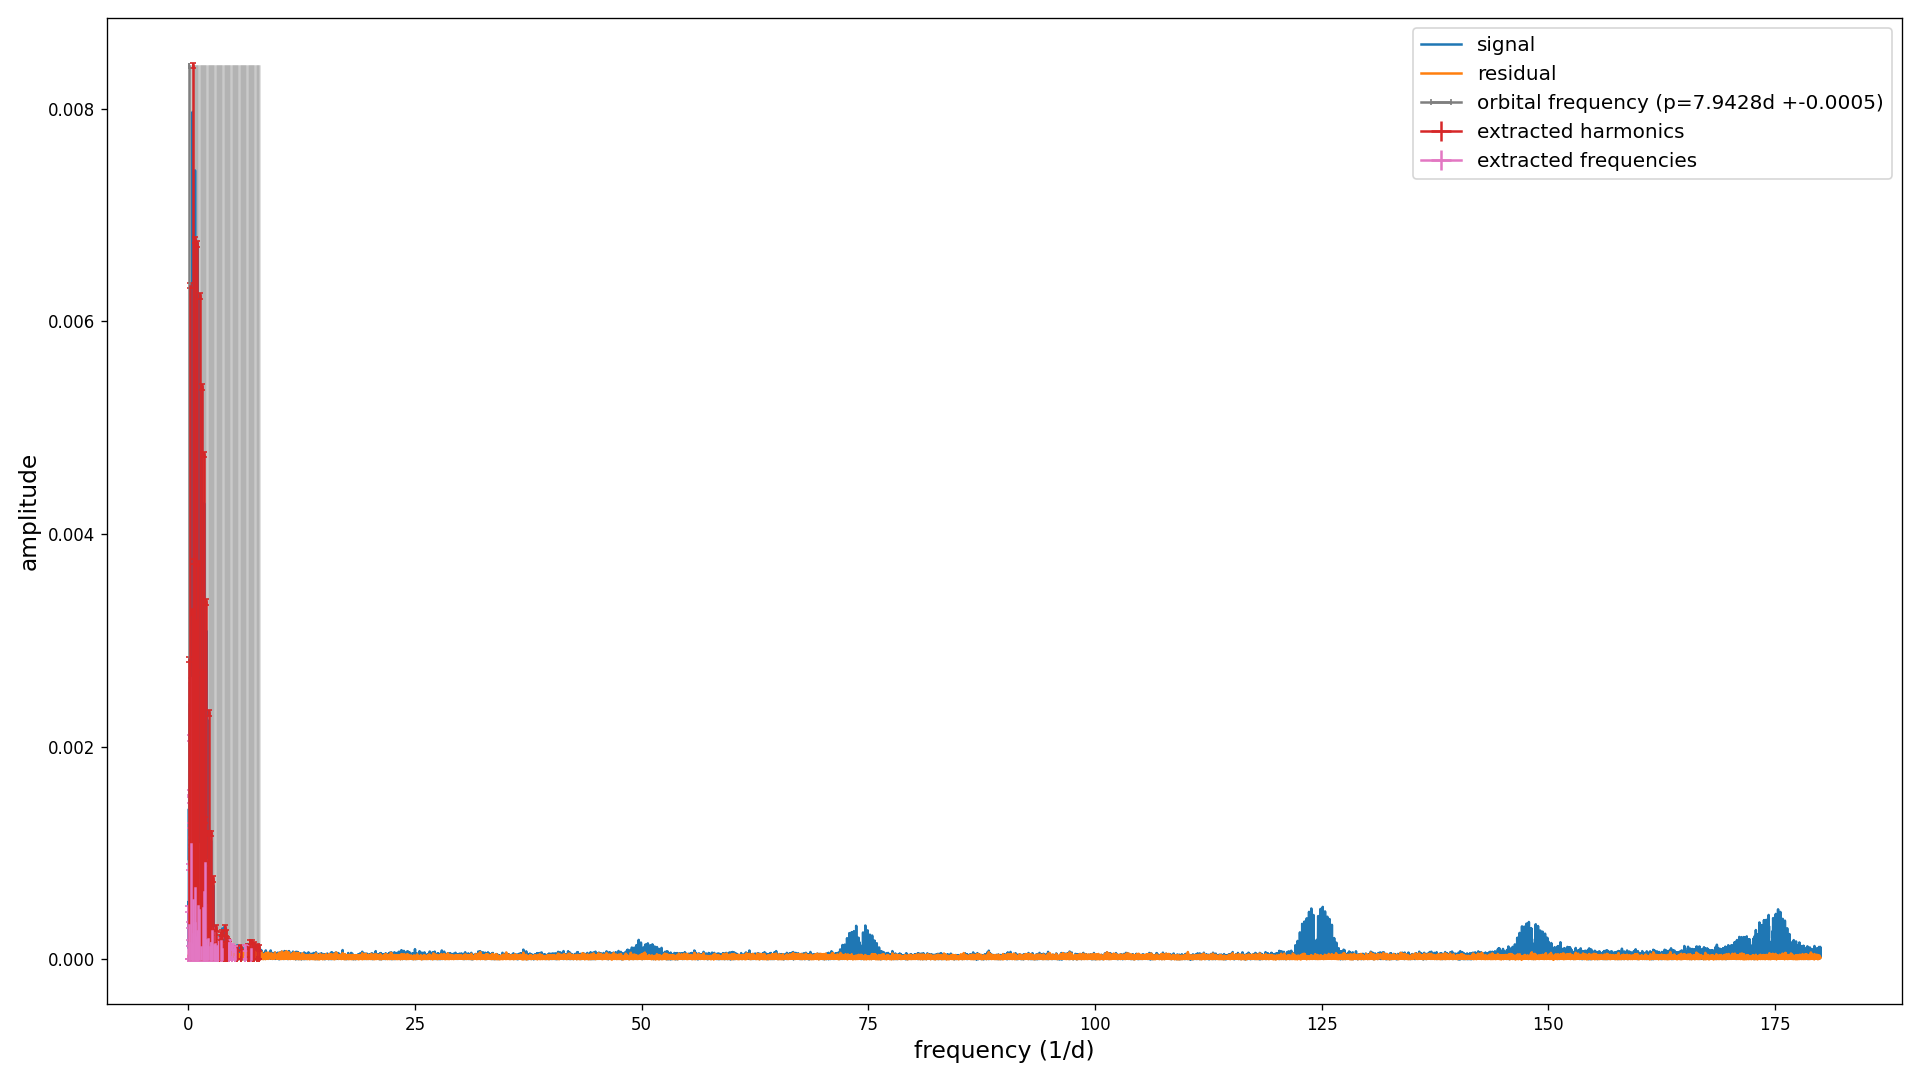 signal
residual
orbital frequency (p=7.9428d +-0.0005)
extracted harmonics
extracted frequencies
0.008
0.006
0.004
0.002
0.000
amplitude
0 25 50 75 100 125 150 175
frequency (1/d)